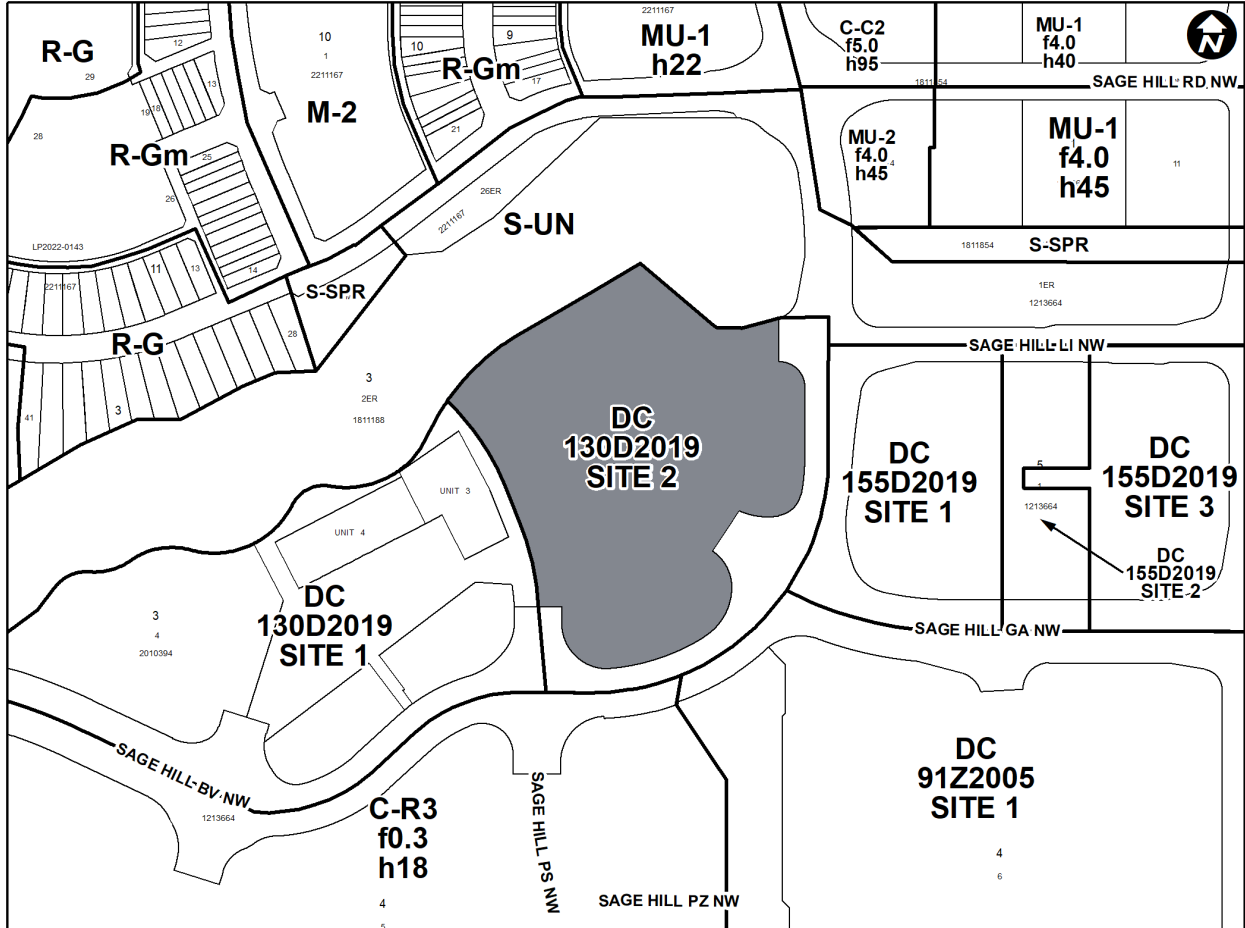 2211167
R-G
29
12
10
1
2211167
M-2
10
9
R-Gm
17
21
MU-1
h22
C-C2
f5.0
h95
MU-1
f4.0
h40
N
SAGE HILL RD NW
13
19
18
28
R-Gm
25
26
LP2022-0143
14
11
13
2211167
R-G
28
41
3
S-SPR
26ER
2211167
S-UN
MU-2
f4.0
h45
4
MU-1
f4.0
h45
11
1811854
S-SPR
1ER
1213664
SAGE HILL LI NW
3
2ER
1811188
DC
130D2019
SITE 2
DC
155D2019
SITE 1
5
1
1213664
DC
155D2019
SITE 3
DC
155D2019
SITE 2
UNIT 3
UNIT 4
DC
130D2019
SITE 1
3
4
2010394
SAGE HILL GA NW
SAGE HILL BV NW
1213664
C-R3
f0.3
h18
4
5
SAGE HILL PS NW
SAGE HILL PZ NW
DC
91Z2005
SITE 1
4
6